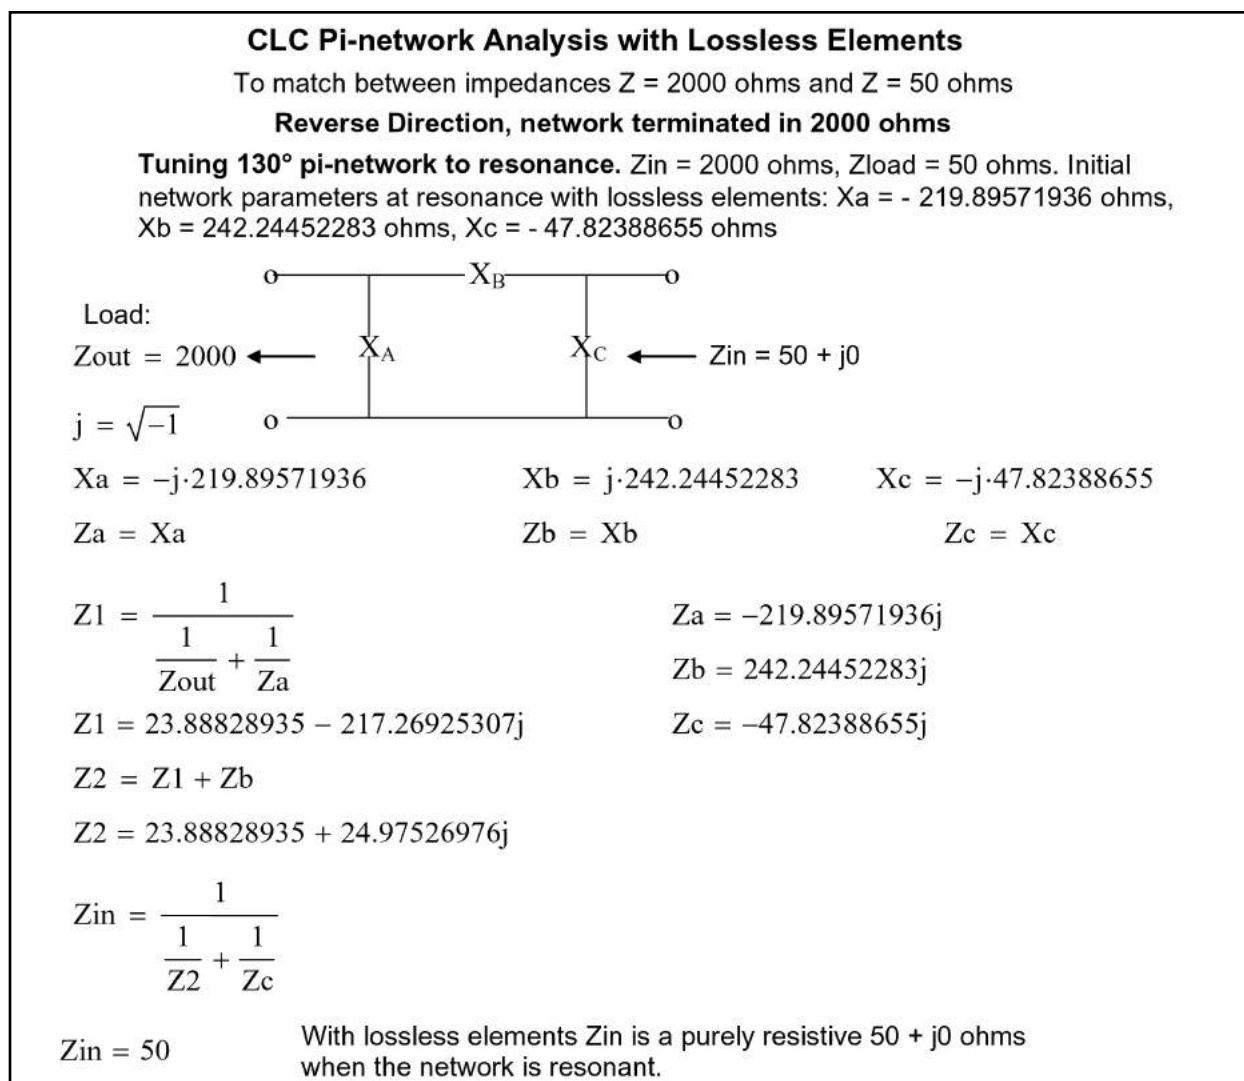 CLC Pi-network Analysis with Lossless Elements
To match between impedances Z = 2000 ohms and Z = 50 ohms
Reverse Direction, network terminated in 2000 ohms
Tuning 130° pi-network to resonance. Zin = 2000 ohms, Zload = 50 ohms. Initial
network parameters at resonance with lossless elements: Xa = - 219.89571936 ohms,
Xb = 242.24452283 ohms, Xc = - 47.82388655 ohms
o X_B o
Load:
Zout = 2000 X_A X_C Zin = 50 + j0
j = √−1 o o
Xa = −j·219.89571936 Xb = j·242.24452283 Xc = −j·47.82388655
Za = Xa Zb = Xb Zc = Xc
Z1 = 1 / (1/Zout + 1/Za) Za = −219.89571936j
Zb = 242.24452283j
Z1 = 23.88828935 − 217.26925307j Zc = −47.82388655j
Z2 = Z1 + Zb
Z2 = 23.88828935 + 24.97526976j
Zin = 1 / (1/Z2 + 1/Zc)
Zin = 50 With lossless elements Zin is a purely resistive 50 + j0 ohms
when the network is resonant.